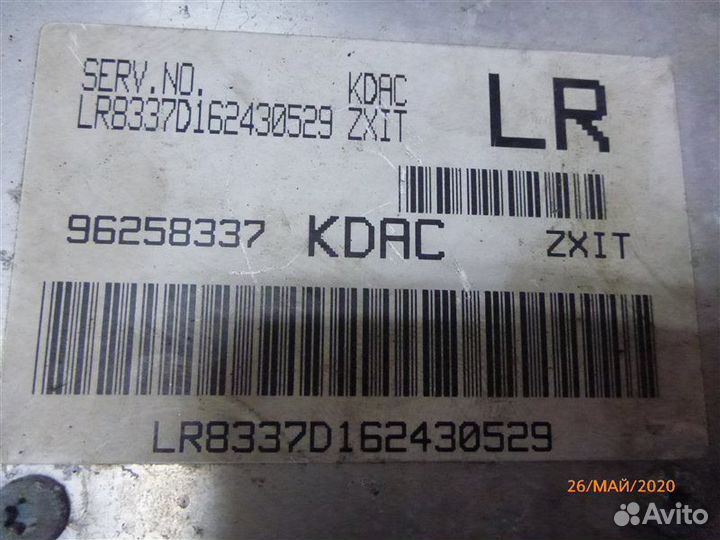 SERV.NO. KDAC LR
LR8337D162430529 ZXIT
96258337 KDAC ZXIT
LR8337D162430529
26/МАЙ/2020
Avito